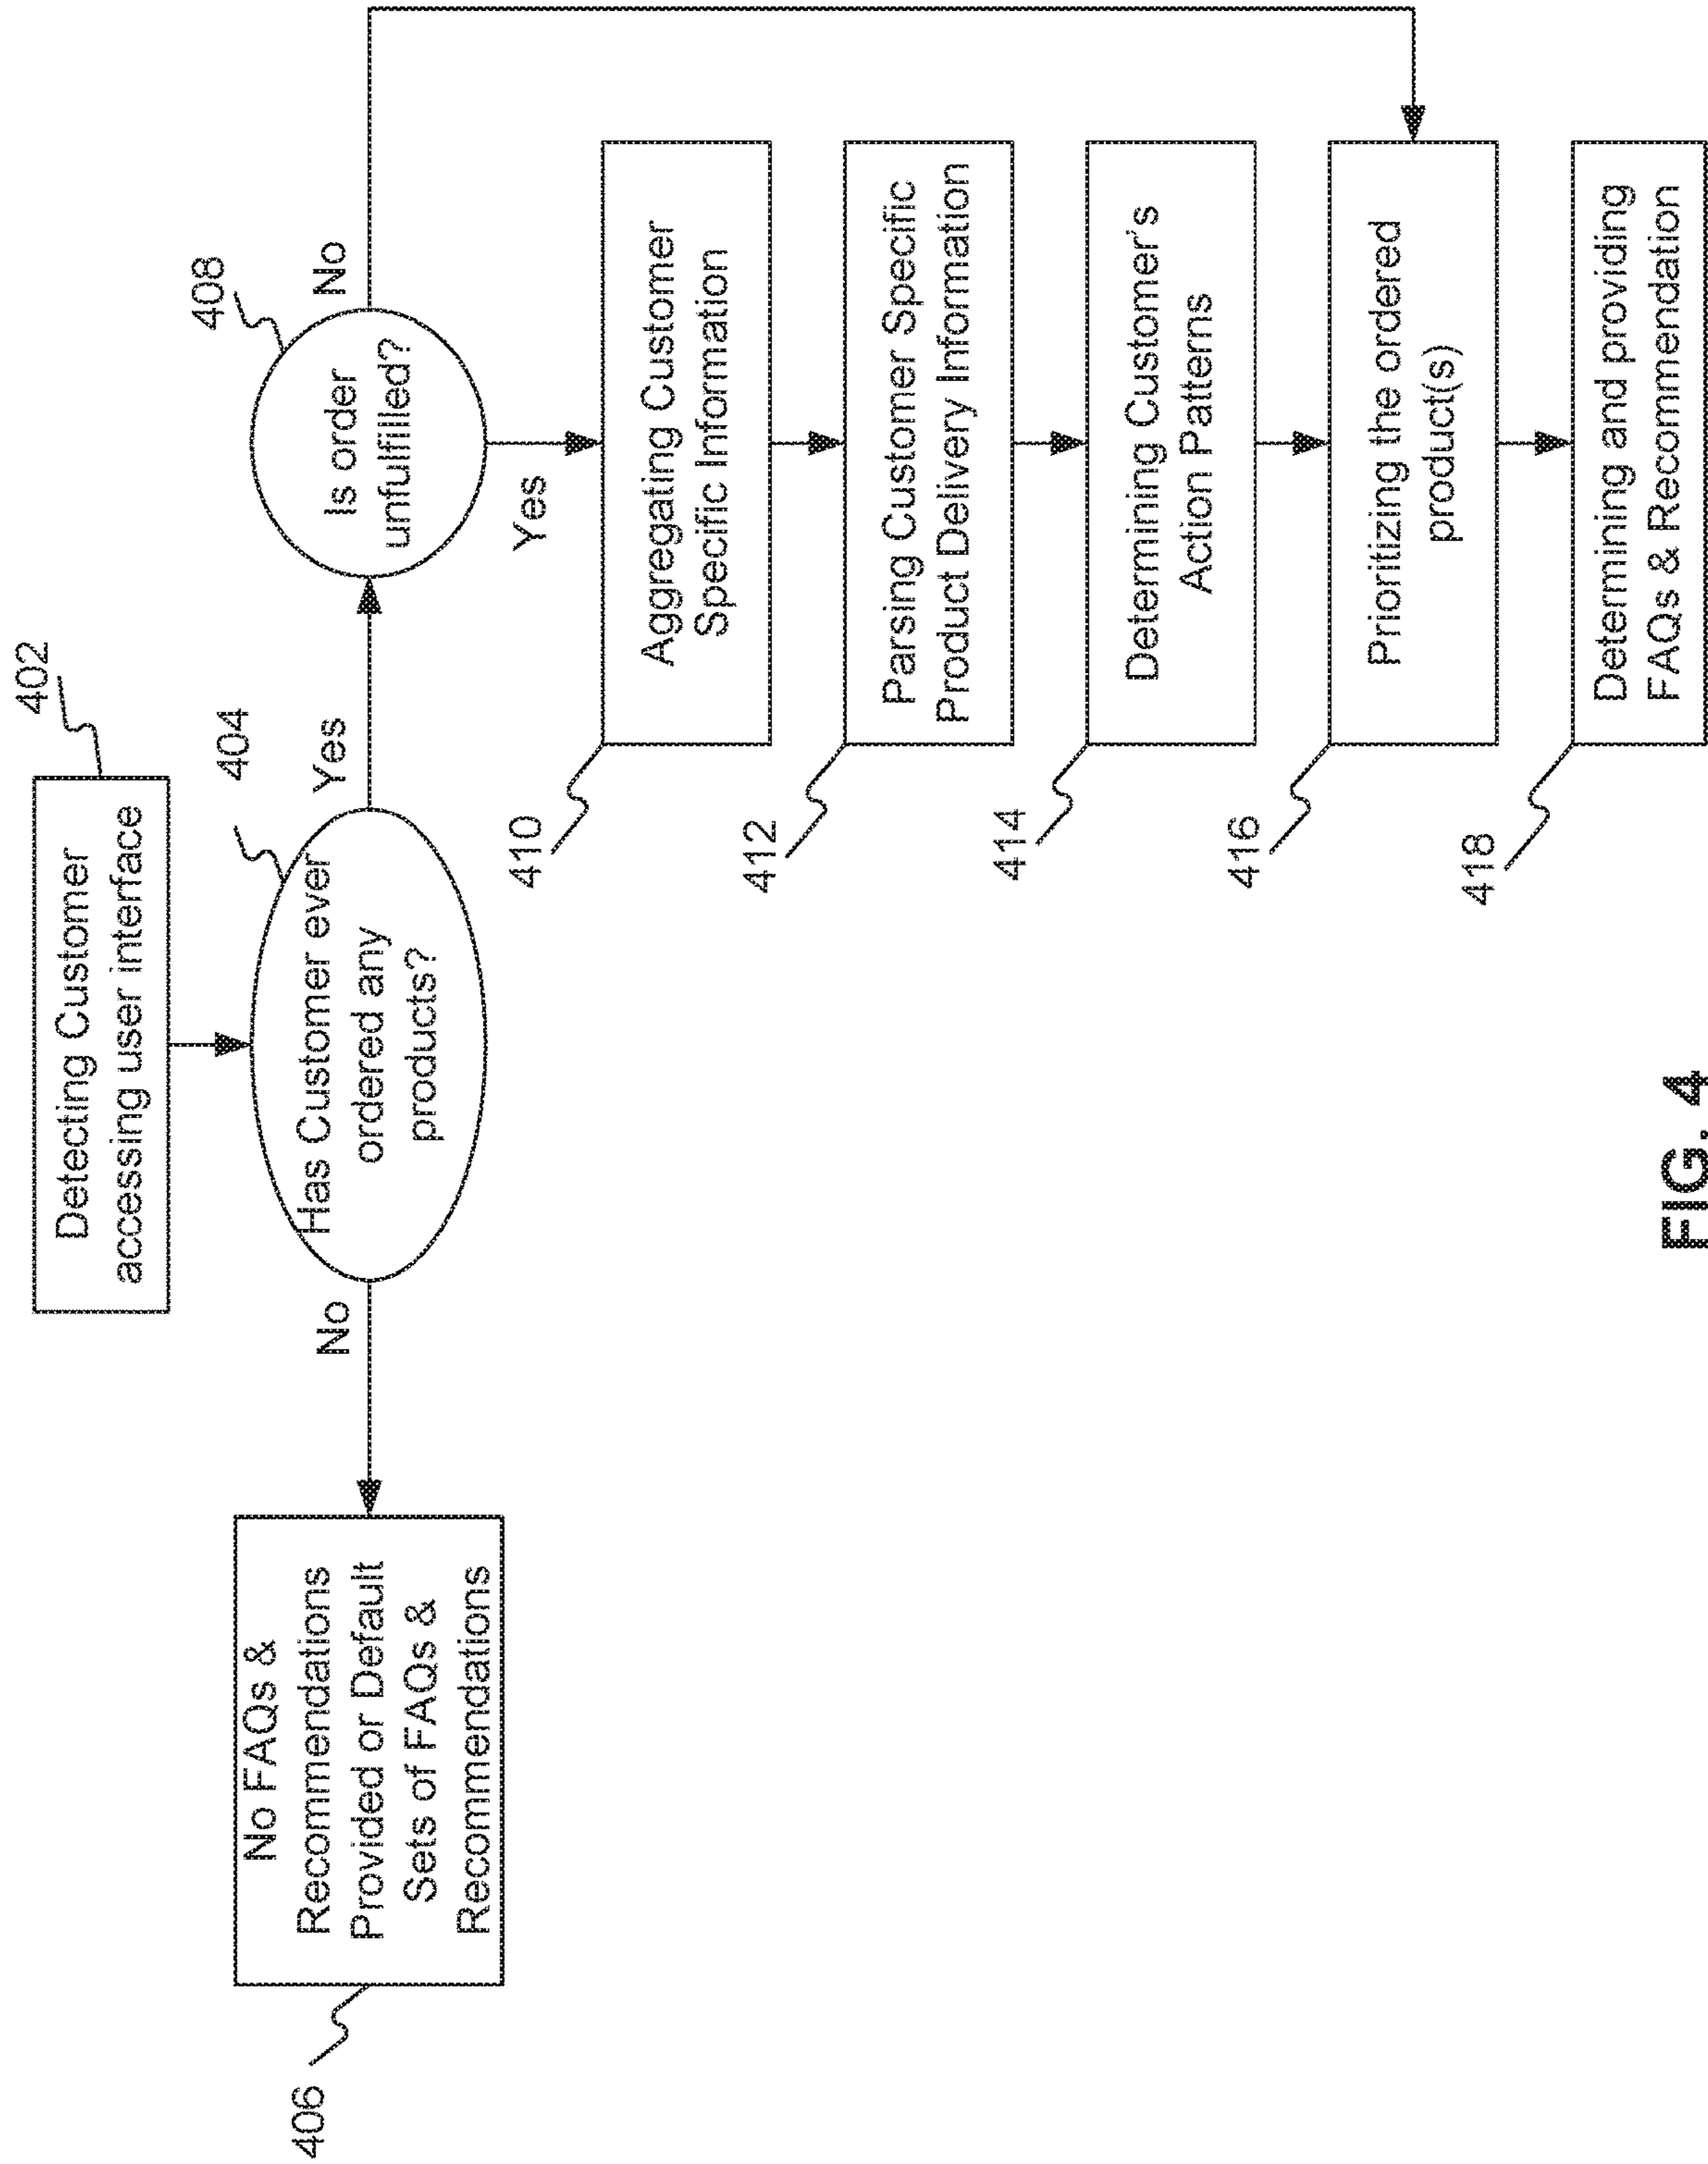 402
Detecting Customer
accessing user interface
404
Has Customer ever
ordered any
products?
No
Yes
406
No FAQs &
Recommendations
Provided or Default
Sets of FAQs &
Recommendations
408
Is order
unfulfilled?
No
Yes
410
Aggregating Customer
Specific Information
412
Parsing Customer Specific
Product Delivery Information
414
Determining Customer's
Action Patterns
416
Prioritizing the ordered
product(s)
418
Determining and providing
FAQs & Recommendation
FIG. 4